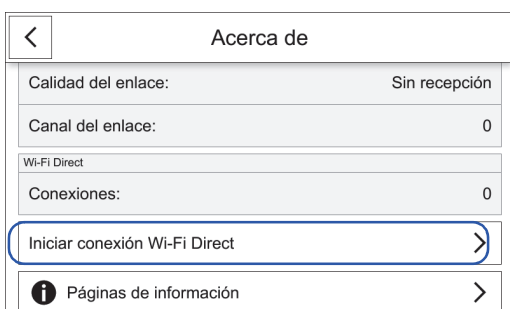 Acerca de
Calidad del enlace: Sin recepción
Canal del enlace: 0
Wi-Fi Direct
Conexiones: 0
Iniciar conexión Wi-Fi Direct
Páginas de información